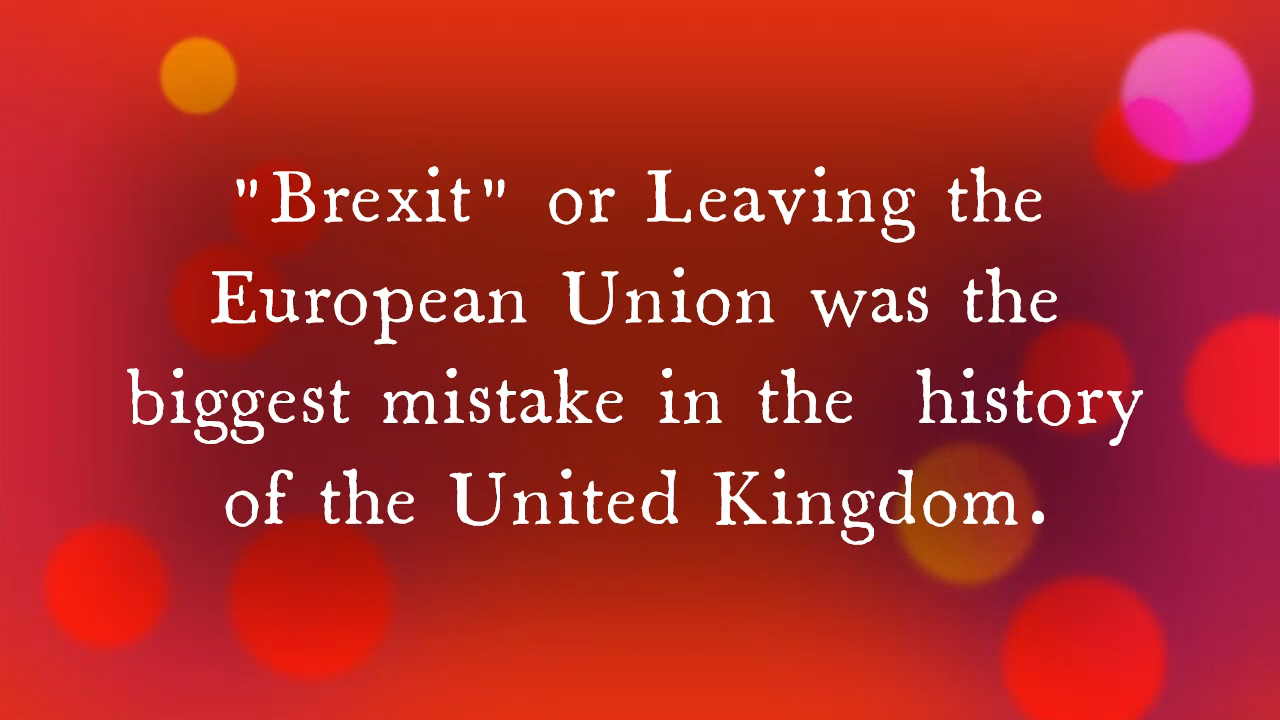 "Brexit" or Leaving the
European Union was the
biggest mistake in the  history
of the United Kingdom.